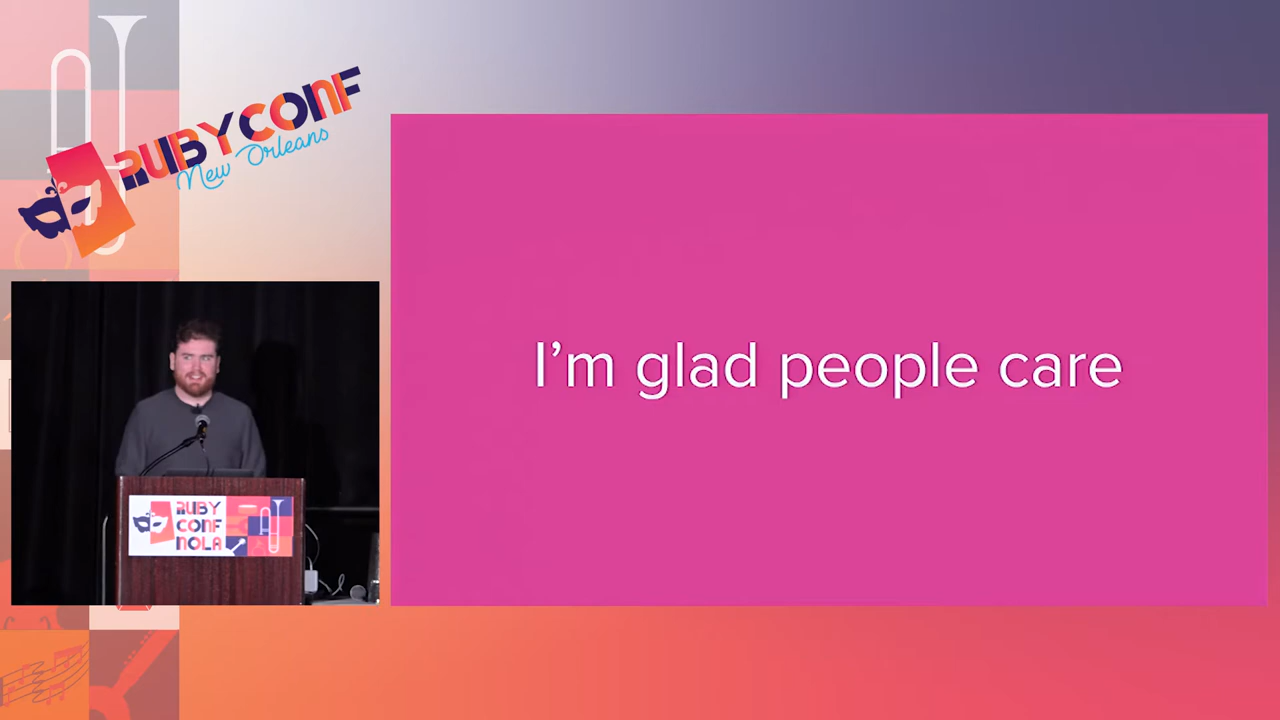 RUBYCONF
New Orleans
I'm glad people care
RUBY
CONF
NOLA